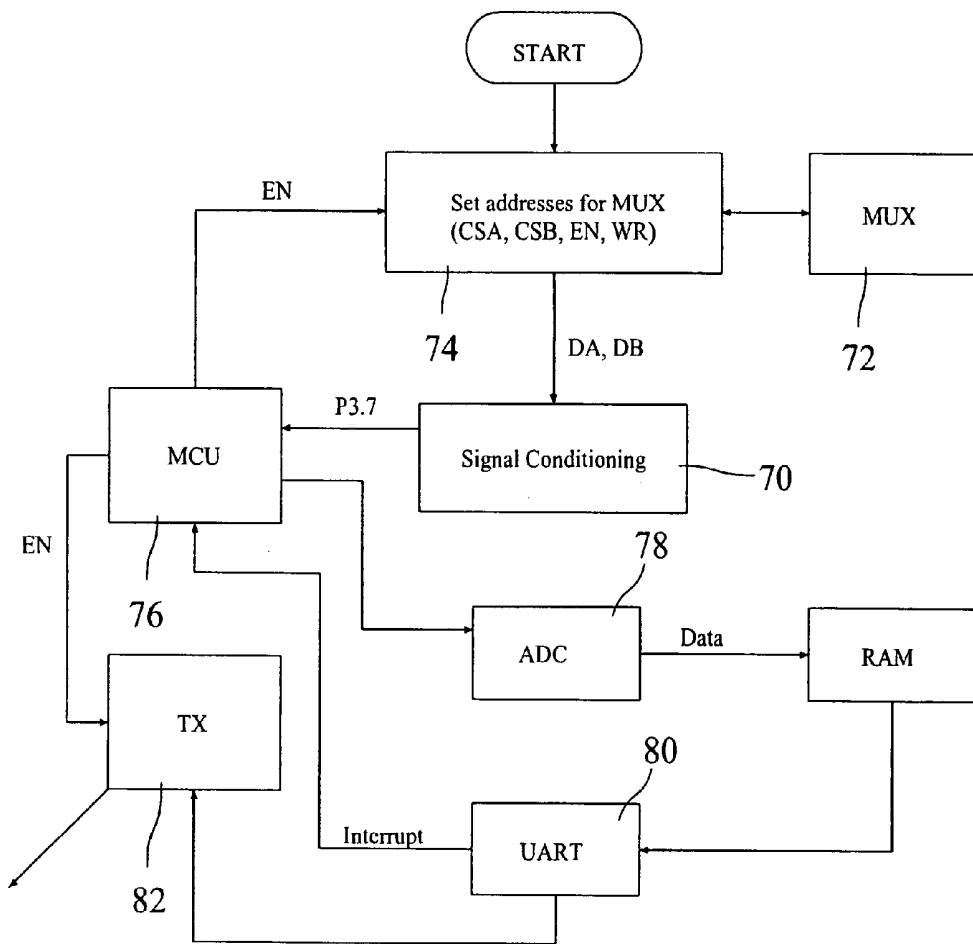 START
EN
Set addresses for MUX
(CSA, CSB, EN, WR)
MUX
74
72
DA, DB
P3.7
MCU
Signal Conditioning
70
EN
76
78
ADC
Data
RAM
TX
80
Interrupt
UART
82